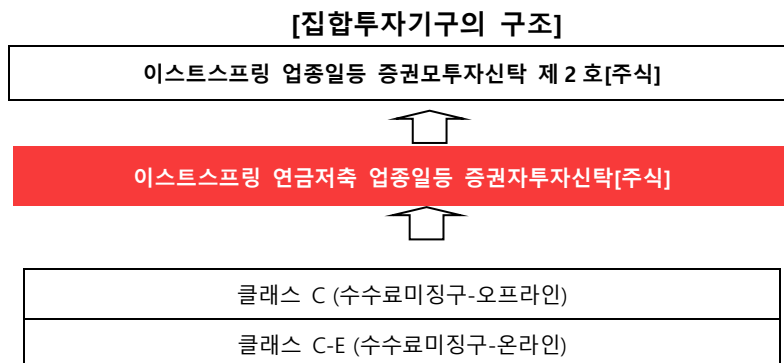 [집합투자기구의 구조]
이스트스프링 업종일등 증권모투자신탁 제 2 호[주식]
이스트스프링 연금저축 업종일등 증권자투자신탁[주식]
클래스 C (수수료미징구-오프라인)
클래스 C-E (수수료미징구-온라인)